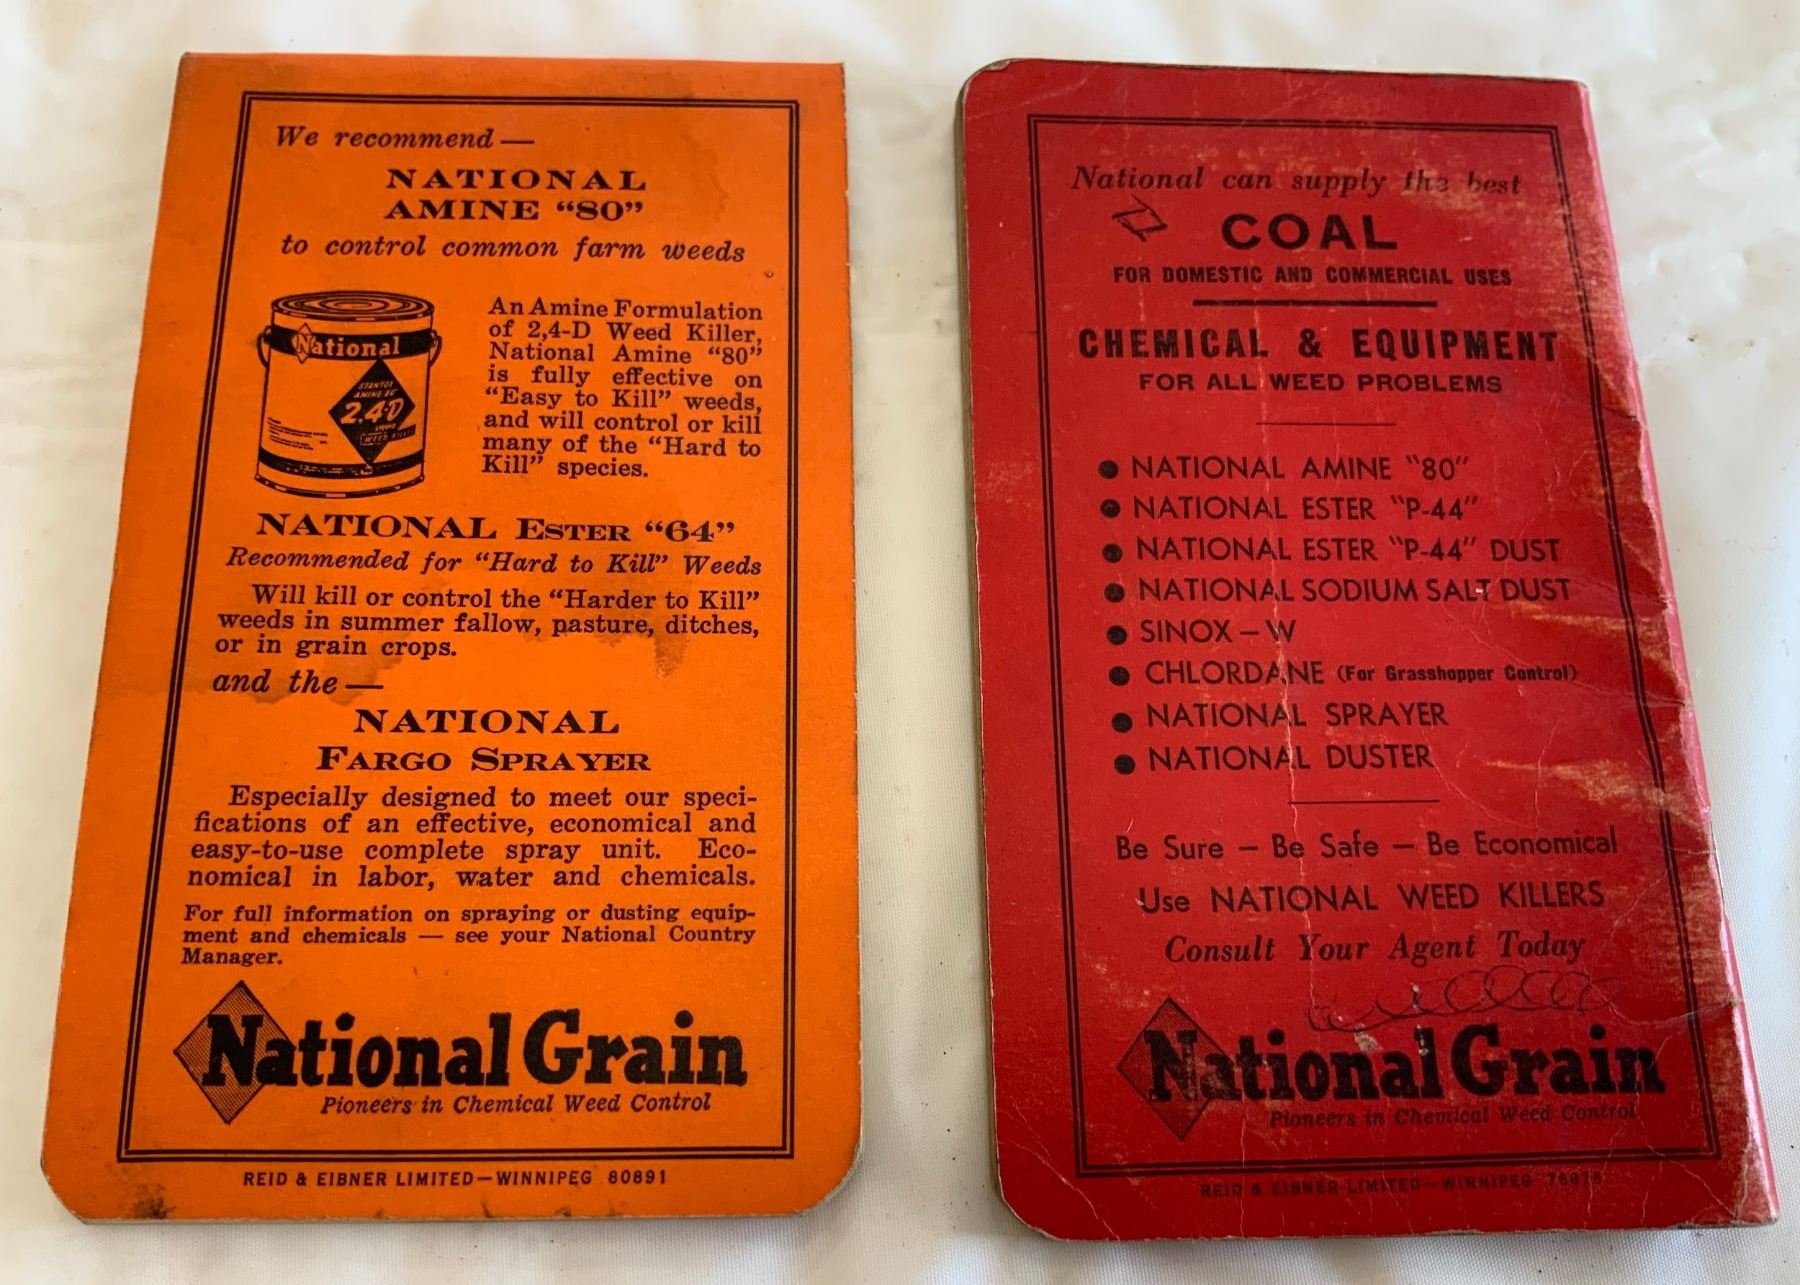 We recommend —
NATIONAL
AMINE "80"
to control common farm weeds
National
STANTOX
AMINE 80
2,4-D
LIQUID
WEED KILLER
An Amine Formulation
of 2,4-D Weed Killer,
National Amine "80"
is fully effective on
"Easy to Kill" weeds,
and will control or kill
many of the "Hard to
Kill" species.
NATIONAL ESTER "64"
Recommended for "Hard to Kill" Weeds
Will kill or control the "Harder to Kill"
weeds in summer fallow, pasture, ditches,
or in grain crops.
and the —
NATIONAL
FARGO SPRAYER
Especially designed to meet our speci-
fications of an effective, economical and
easy-to-use complete spray unit. Eco-
nomical in labor, water and chemicals.
For full information on spraying or dusting equip-
ment and chemicals — see your National Country
Manager.
National Grain
Pioneers in Chemical Weed Control
REID & EIBNER LIMITED—WINNIPEG 80891
National can supply the best
COAL
FOR DOMESTIC AND COMMERCIAL USES
CHEMICAL & EQUIPMENT
FOR ALL WEED PROBLEMS
● NATIONAL AMINE "80"
● NATIONAL ESTER "P-44"
● NATIONAL ESTER "P-44" DUST
● NATIONAL SODIUM SALT DUST
● SINOX – W
● CHLORDANE (For Grasshopper Control)
● NATIONAL SPRAYER
● NATIONAL DUSTER
Be Sure – Be Safe – Be Economical
Use NATIONAL WEED KILLERS
Consult Your Agent Today
National Grain
Pioneers in Chemical Weed Control
REID & EIBNER LIMITED—WINNIPEG